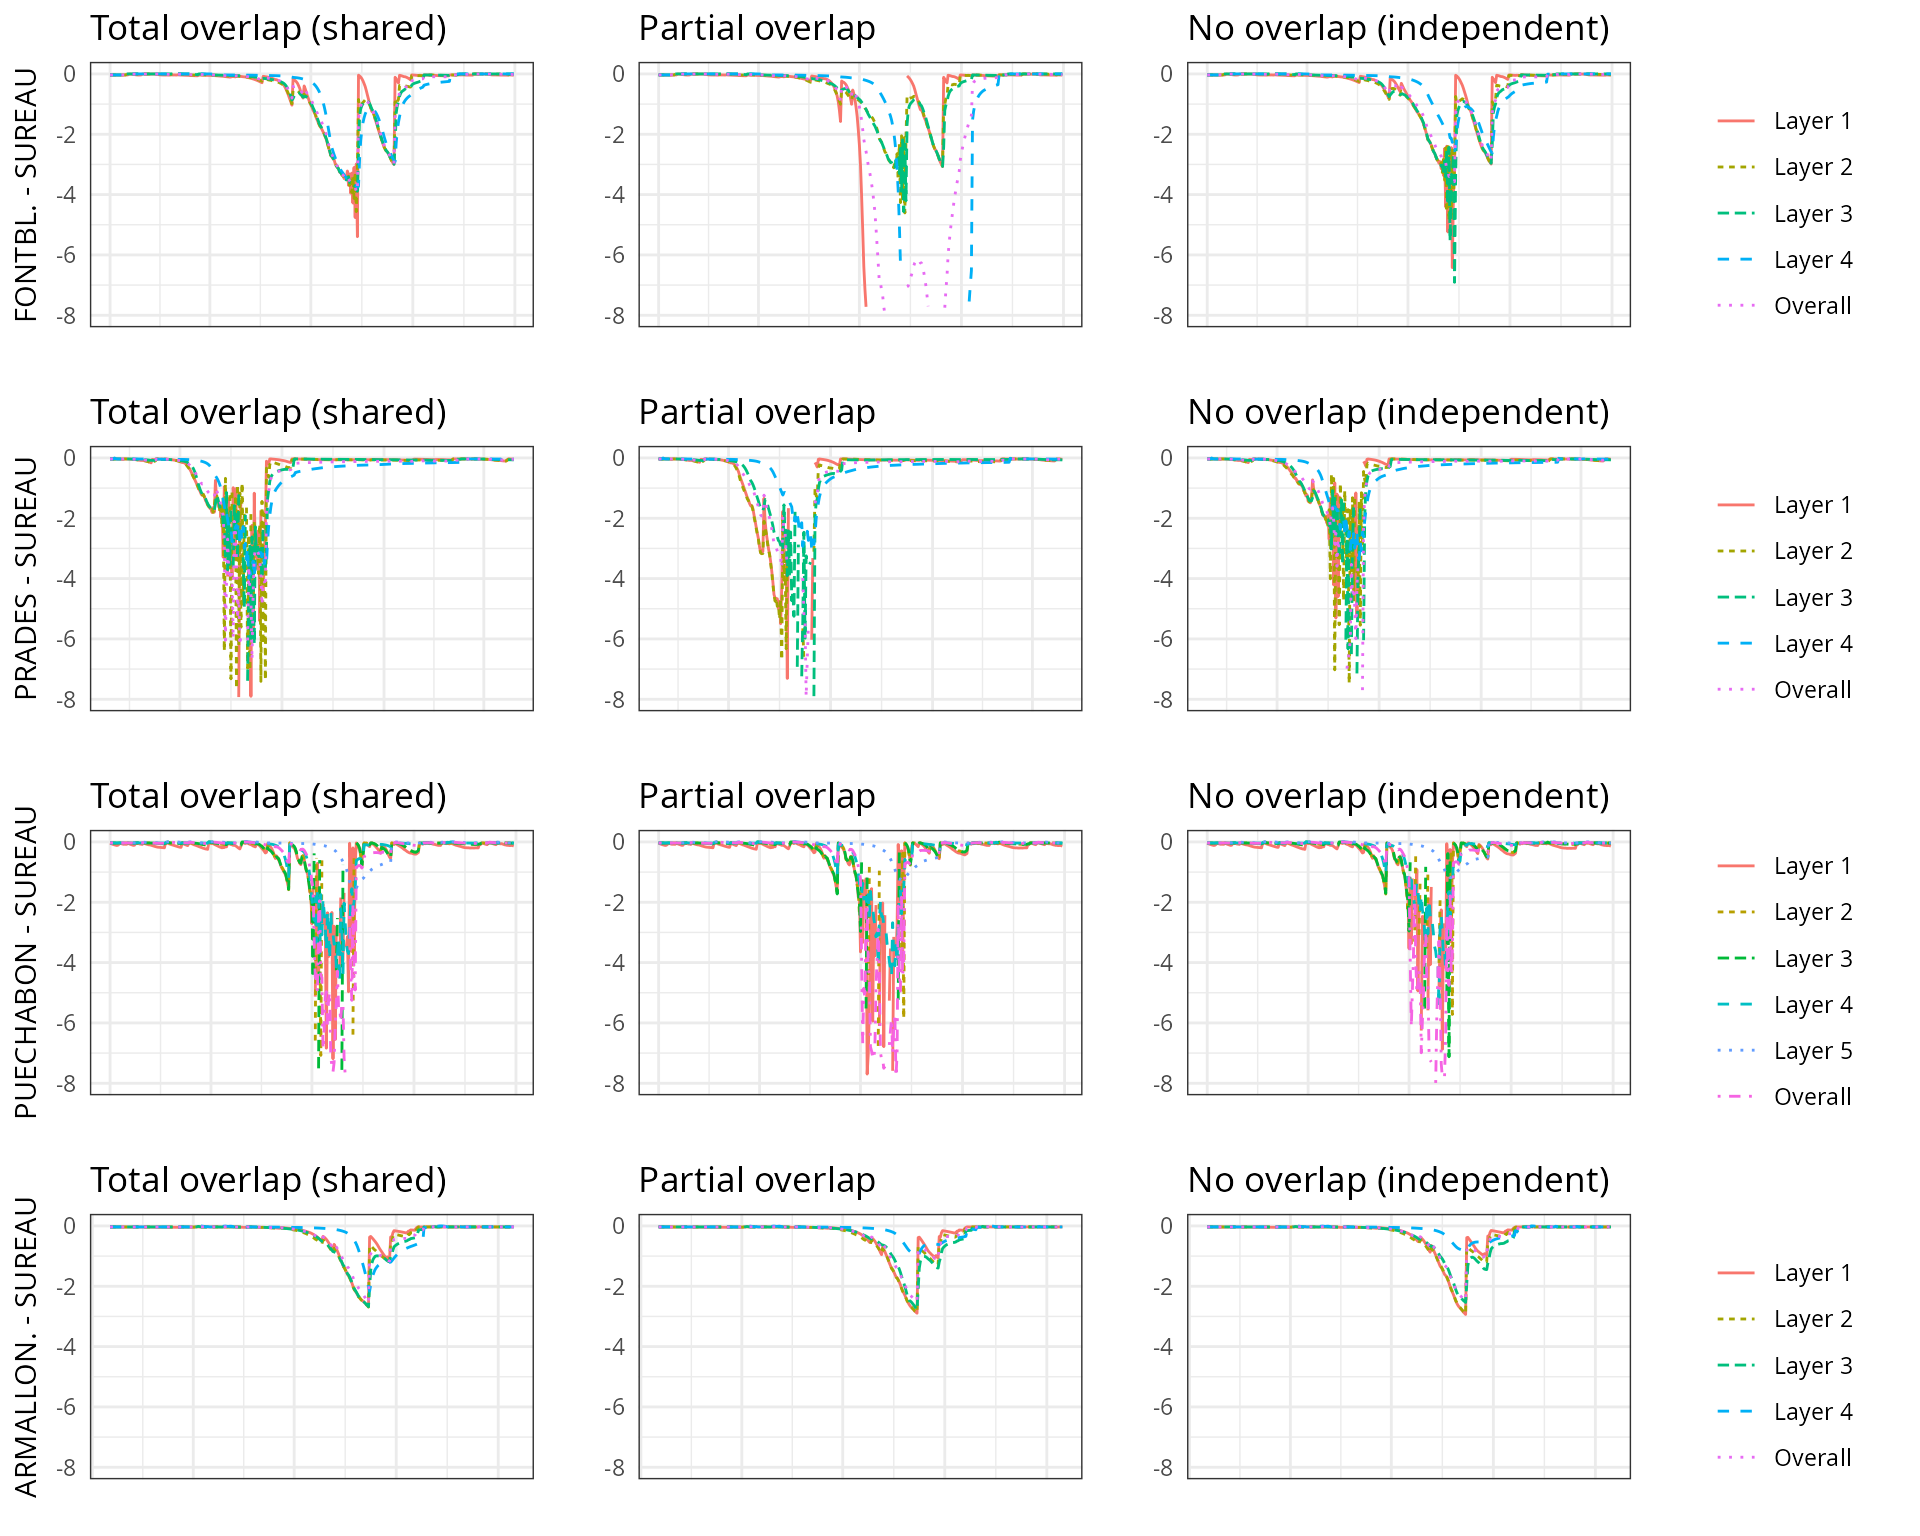 Total overlap (shared) Partial overlap No overlap (independent)
FONTBL. - SUREAU
0 0 0
-2 -2 -2
-4 -4 -4
-6 -6 -6
-8 -8 -8
Layer 1
Layer 2
Layer 3
Layer 4
Overall
Total overlap (shared) Partial overlap No overlap (independent)
PRADES - SUREAU
0 0 0
-2 -2 -2
-4 -4 -4
-6 -6 -6
-8 -8 -8
Layer 1
Layer 2
Layer 3
Layer 4
Overall
Total overlap (shared) Partial overlap No overlap (independent)
PUECHABON - SUREAU
0 0 0
-2 -2 -2
-4 -4 -4
-6 -6 -6
-8 -8 -8
Layer 1
Layer 2
Layer 3
Layer 4
Layer 5
Overall
Total overlap (shared) Partial overlap No overlap (independent)
ARMALLON. - SUREAU
0 0 0
-2 -2 -2
-4 -4 -4
-6 -6 -6
-8 -8 -8
Layer 1
Layer 2
Layer 3
Layer 4
Overall